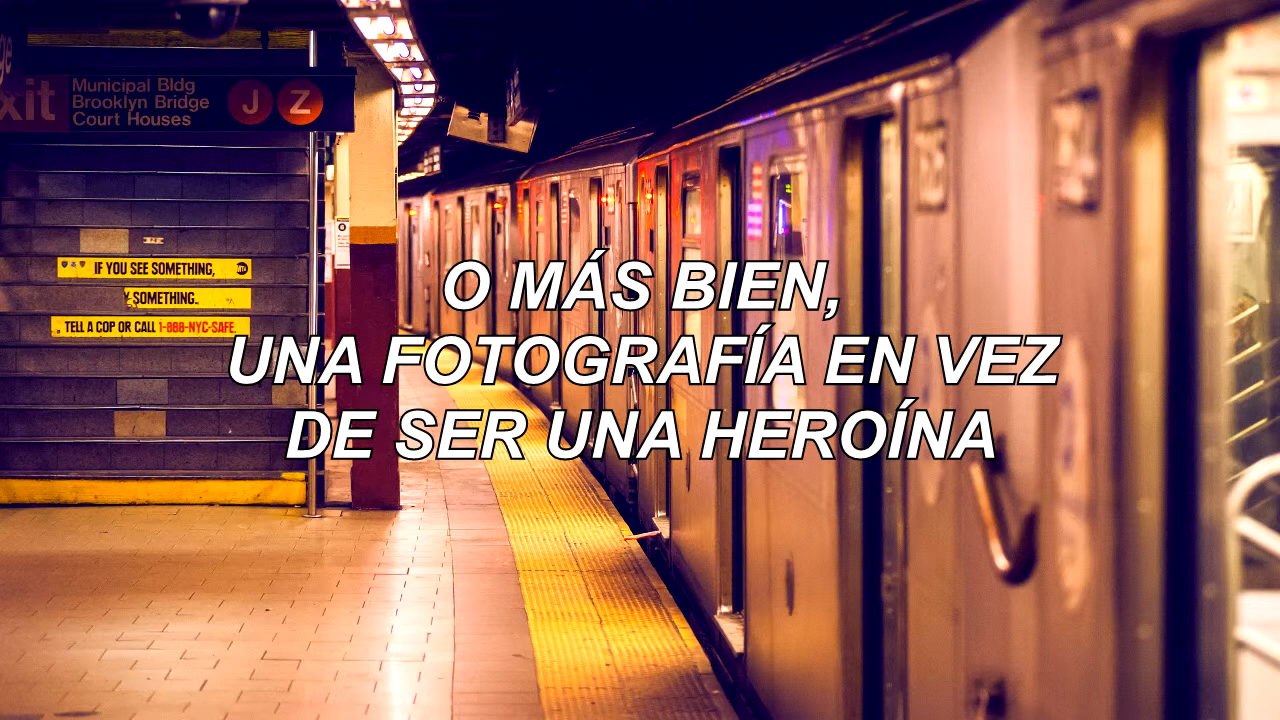 xit
Municipal Bldg
Brooklyn Bridge
Court Houses
J Z
IF YOU SEE SOMETHING,
SOMETHING.
TELL A COP OR CALL 1-888-NYC-SAFE.
O MÁS BIEN,
UNA FOTOGRAFÍA EN VEZ
DE SER UNA HEROÍNA